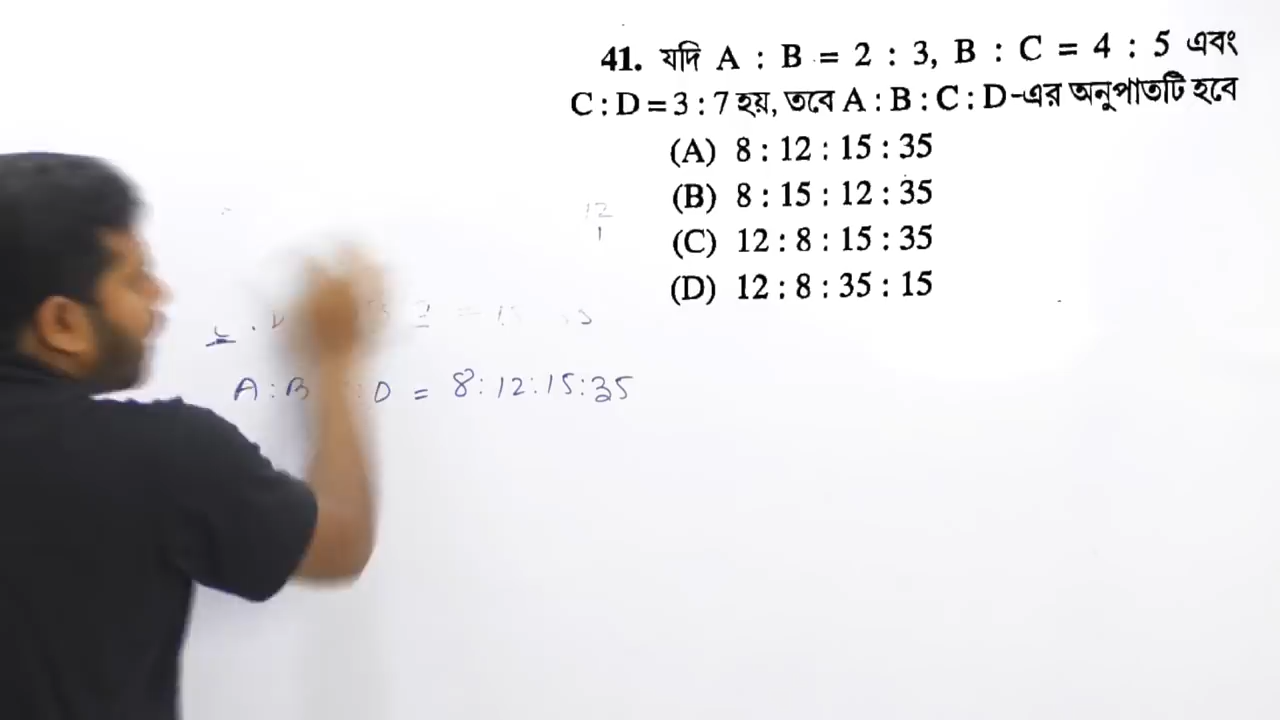 41. যদি A : B = 2 : 3, B : C = 4 : 5 এবং
C : D = 3 : 7 হয়, তবে A : B : C : D-এর অনুপাতটি হবে
(A) 8 : 12 : 15 : 35
(B) 8 : 15 : 12 : 35
(C) 12 : 8 : 15 : 35
(D) 12 : 8 : 35 : 15
12
1
A : B : D = 8 : 12 : 15 : 35